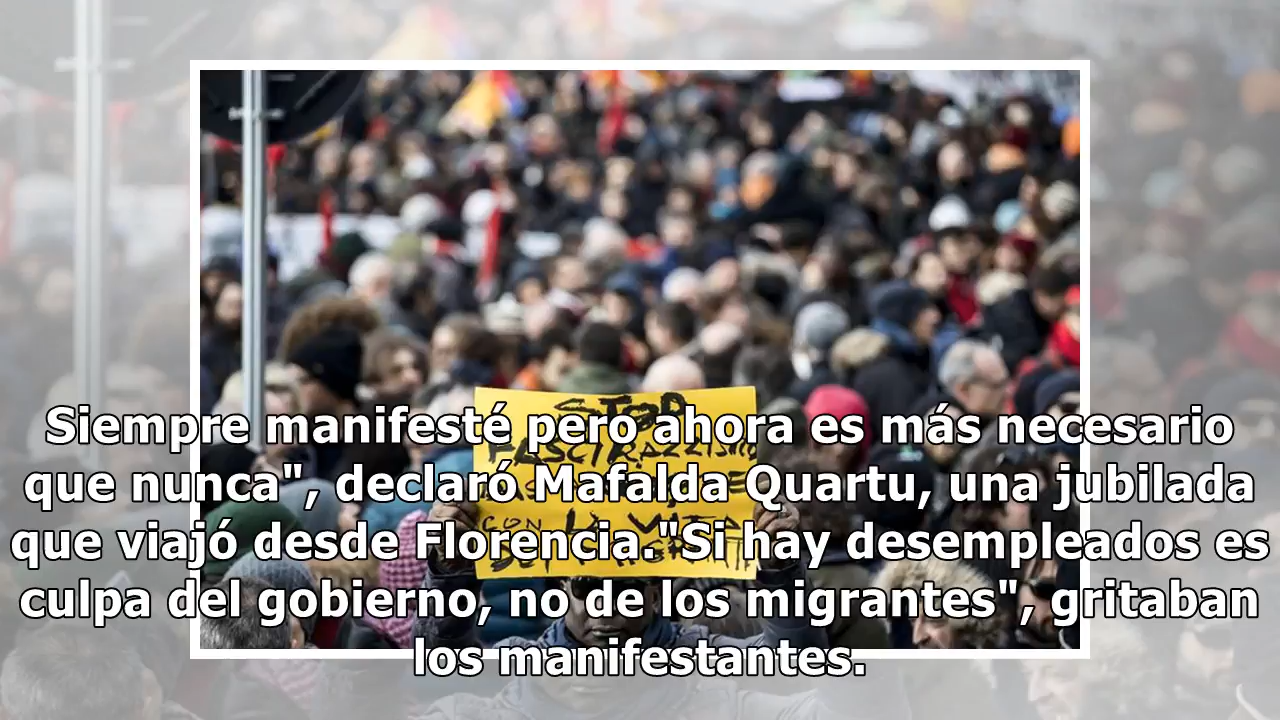 STOP
Siempre manifesté pero ahora es más necesario
que nunca", declaró Mafalda Quartu, una jubilada
que viajó desde Florencia."Si hay desempleados es
culpa del gobierno, no de los migrantes", gritaban
los manifestantes.